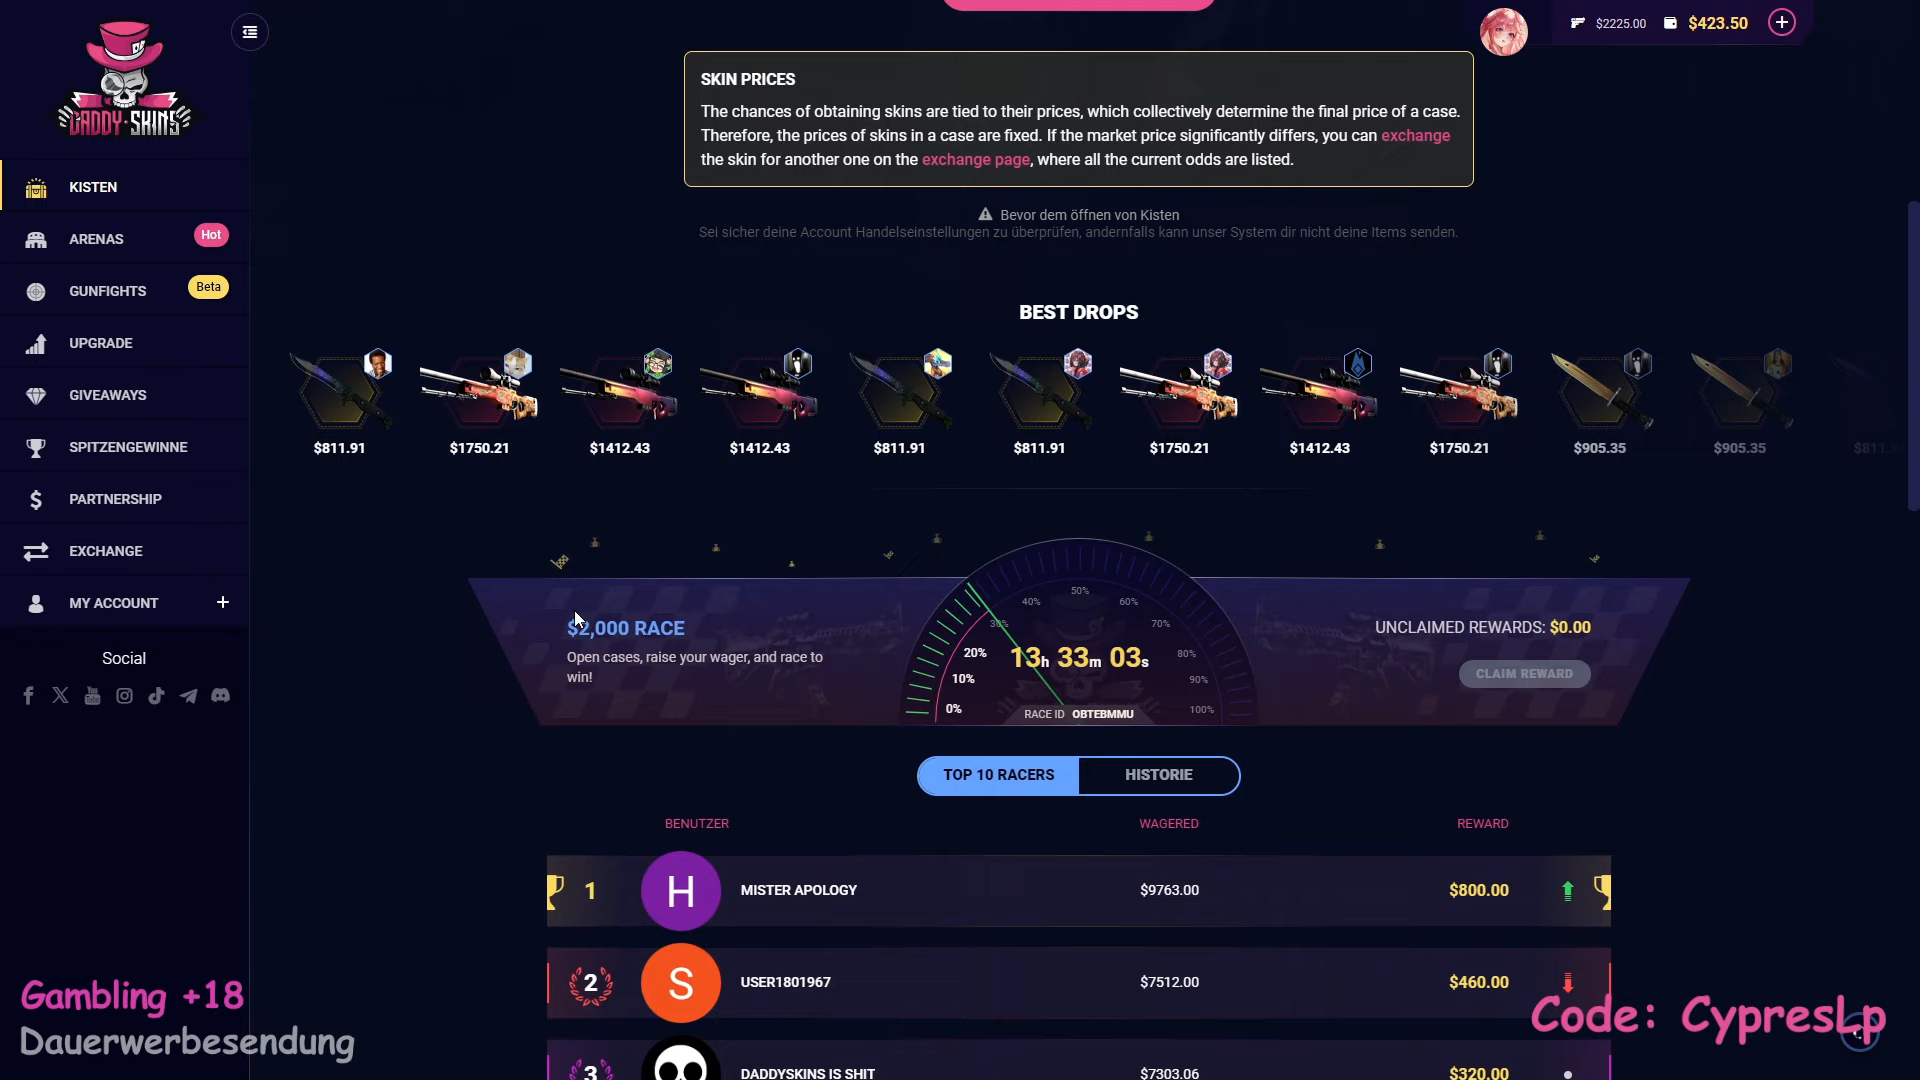 $2225.00
$423.50
DADDY SKINS
SKIN PRICES
The chances of obtaining skins are tied to their prices, which collectively determine the final price of a case.
Therefore, the prices of skins in a case are fixed. If the market price significantly differs, you can exchange
the skin for another one on the exchange page, where all the current odds are listed.
Bevor dem öffnen von Kisten
Sei sicher deine Account Handelseinstellungen zu überprüfen, andernfalls kann unser System dir nicht deine Items senden.
KISTEN
ARENAS
Hot
GUNFIGHTS
Beta
UPGRADE
GIVEAWAYS
SPITZENGEWINNE
PARTNERSHIP
EXCHANGE
MY ACCOUNT
Social
BEST DROPS
$811.91
$1750.21
$1412.43
$1412.43
$811.91
$811.91
$1750.21
$1412.43
$1750.21
$905.35
$905.35
$811.9
$2,000 RACE
Open cases, raise your wager, and race to
win!
0%
10%
20%
30%
40%
50%
60%
70%
80%
90%
100%
13h 33m 03s
RACE ID OBTEBMMU
UNCLAIMED REWARDS: $0.00
CLAIM REWARD
TOP 10 RACERS
HISTORIE
BENUTZER WAGERED REWARD
1 H MISTER APOLOGY $9763.00 $800.00
2 S USER1801967 $7512.00 $460.00
3 DADDYSKINS IS SHIT $7303.06 $320.00
Gambling +18
Dauerwerbesendung
Code: CypresLp